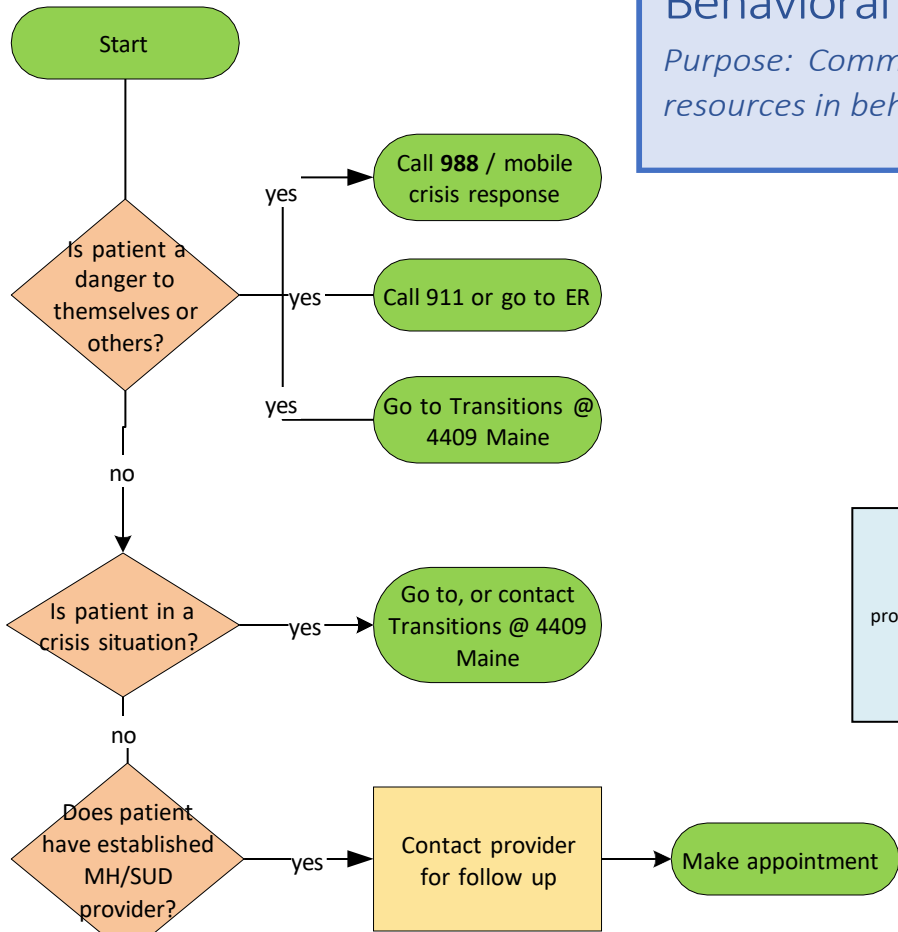 Behavioral
Purpose: Comm
resources in beh
Start
Call 988 / mobile
crisis response
yes
Is patient a
danger to
themselves or
others?
yes
Call 911 or go to ER
yes
Go to Transitions @
4409 Maine
no
Is patient in a
crisis situation?
yes
Go to, or contact
Transitions @ 4409
Maine
pro
no
Does patient
have established
MH/SUD
provider?
yes
Contact provider
for follow up
Make appointment